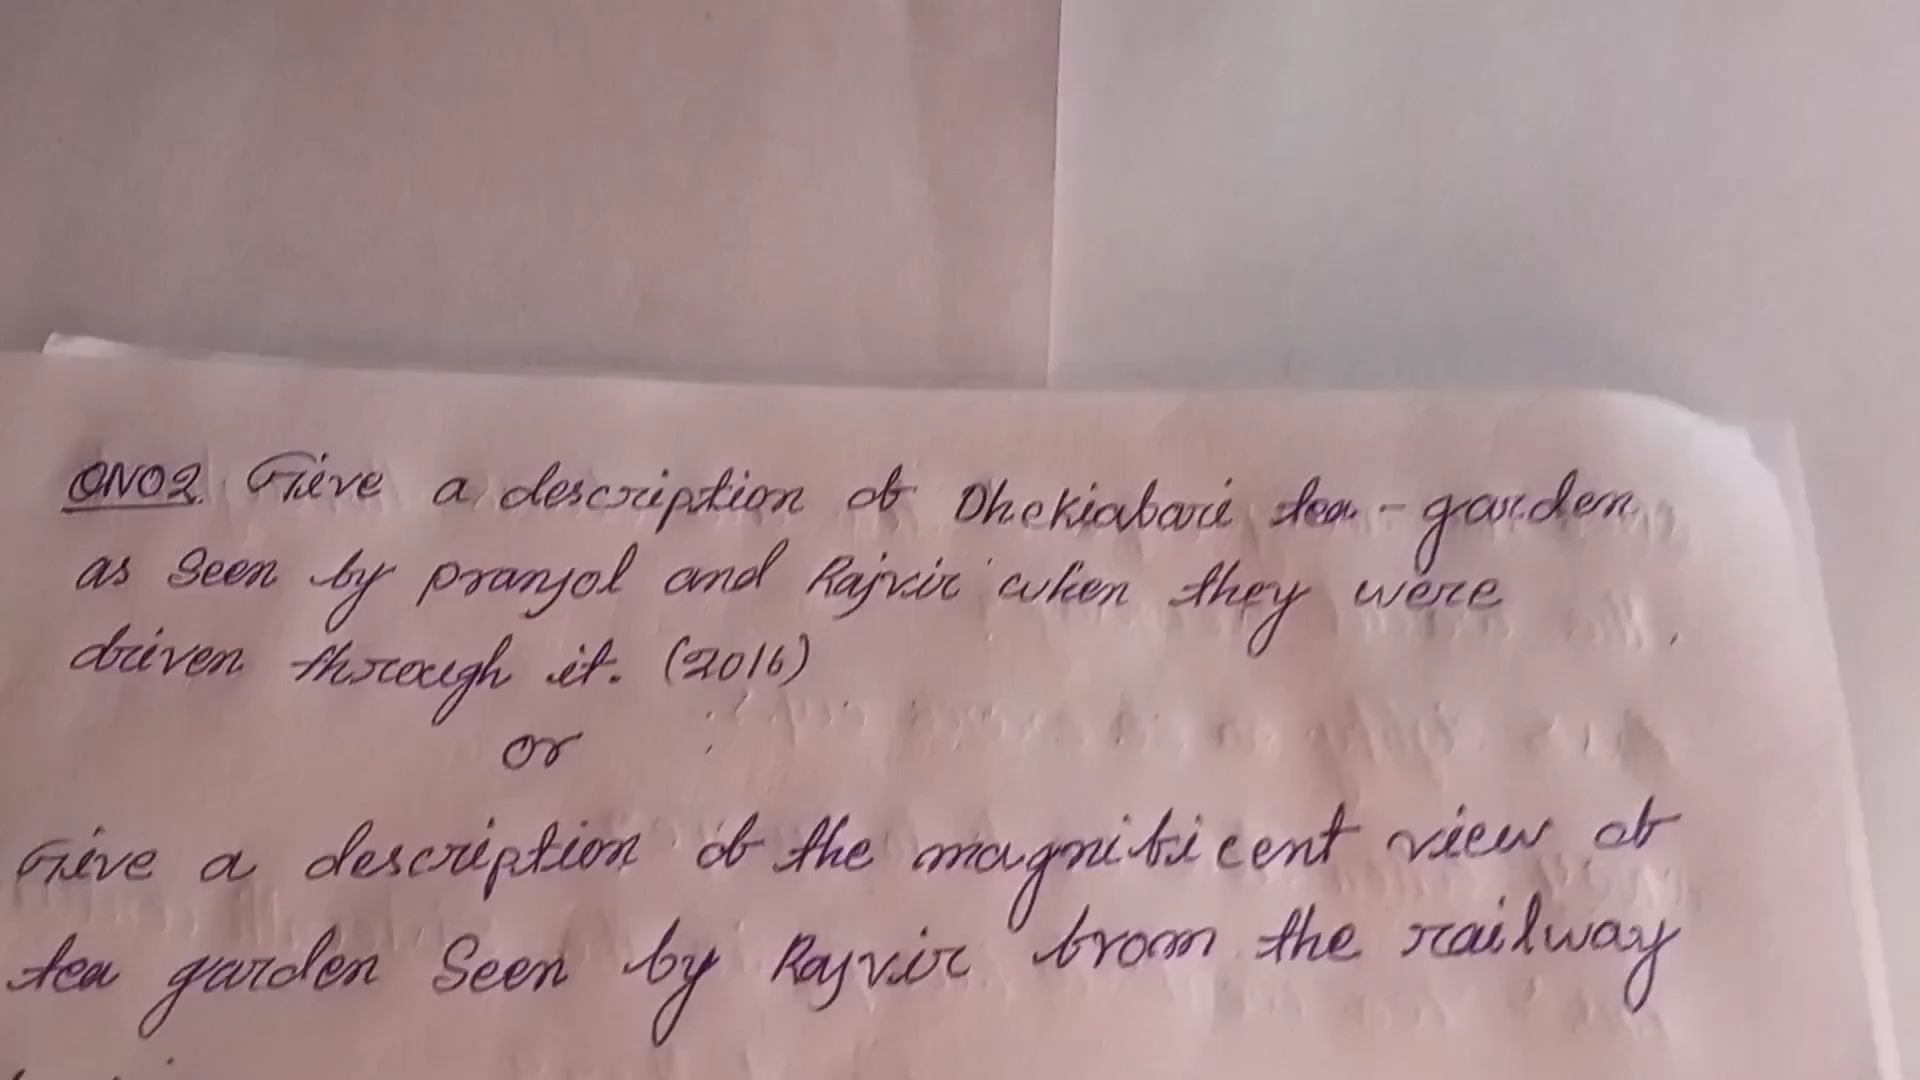 QNO2. Give a description of Dhekiabari tea-garden
as Seen by pranjol and Rajvir when they were
driven through it. (2016)
or
Give a description of the magnificent view of
tea garden Seen by Rajvir from the railway